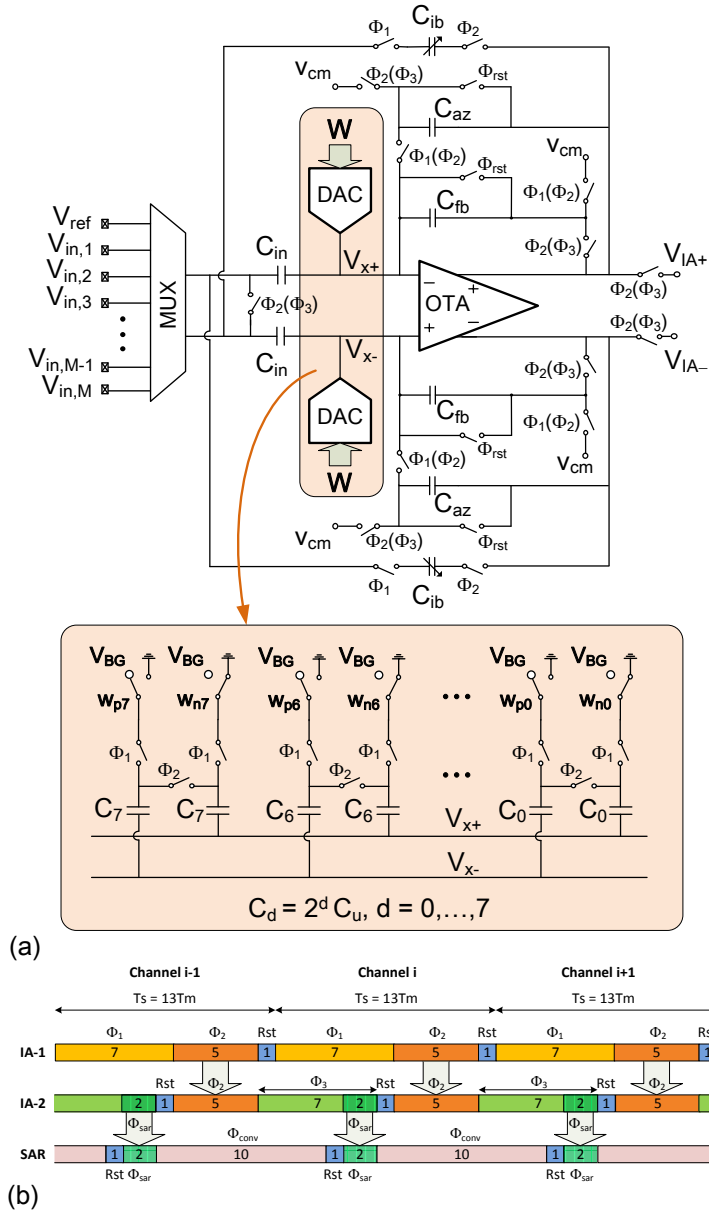 Φ1 Cib Φ2
vcm Φ2(Φ3) Φrst
Caz
W
Φ1(Φ2) Φrst vcm
DAC
Cfb Φ1(Φ2)
Vref
Vin,1
Vin,2
Vin,3
Vin,M-1
Vin,M
MUX
Cin
Φ2(Φ3)
Cin
Vx+
Φ2(Φ3)
OTA
VIA+
Φ2(Φ3)
Φ2(Φ3)
VIA−
Vx-
DAC
Cfb
Φ2(Φ3)
Φ1(Φ2)
Φ1(Φ2) Φrst
vcm
W
Caz
vcm Φ2(Φ3) Φrst
Φ1 Cib Φ2
VBG VBG VBG VBG VBG VBG
wp7 wn7 wp6 wn6 wp0 wn0
Φ1 Φ1 Φ1 Φ1 Φ1 Φ1
Φ2 Φ2 Φ2
C7 C7 C6 C6 C0 C0
Vx+
Vx-
Cd = 2^d Cu, d = 0,...,7
(a)
Channel i-1 Channel i Channel i+1
Ts = 13Tm Ts = 13Tm Ts = 13Tm
Φ1 Φ2 Rst Φ1 Φ2 Rst Φ1 Φ2 Rst
IA-1 7 5 1 7 5 1 7 5 1
Rst Φ2 Φ3 Rst Φ2 Φ3 Rst Φ2
IA-2 2 1 5 7 2 1 5 7 2 1 5
Φsar Φconv Φsar Φconv Φsar
SAR 1 2 10 1 2 10 1 2
Rst Φsar Rst Φsar Rst Φsar
(b)